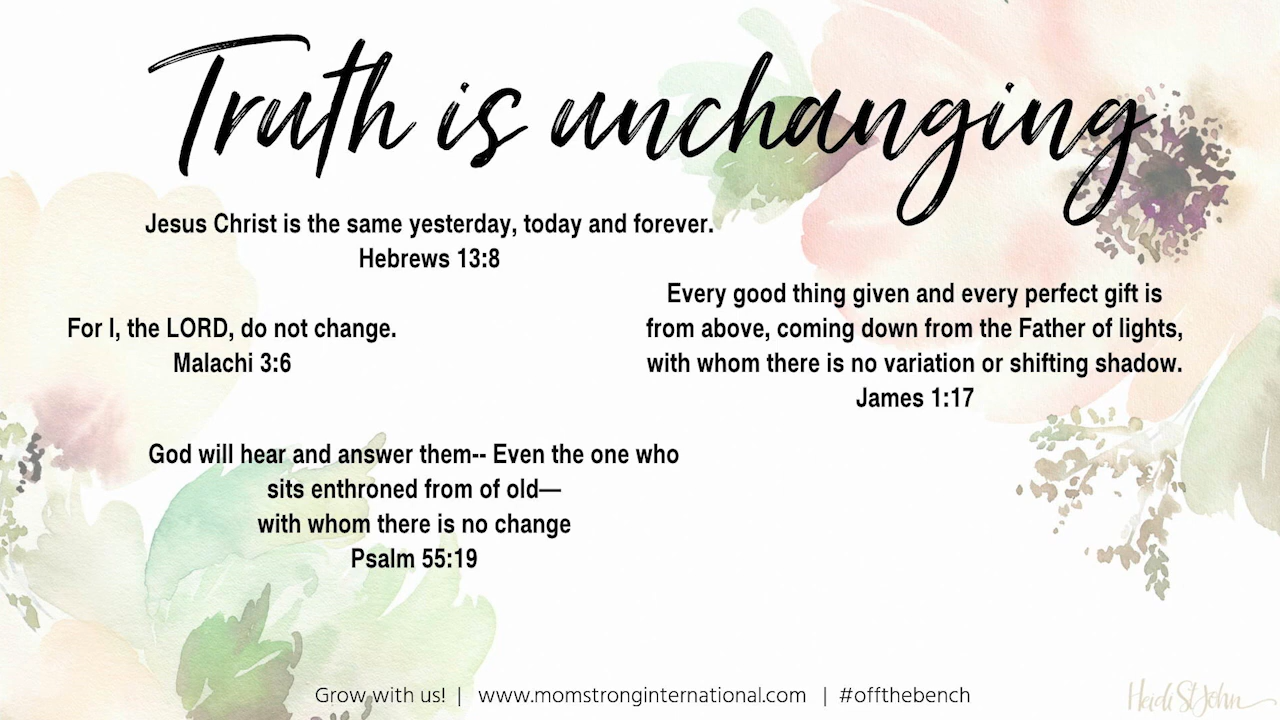 Truth is unchanging
Jesus Christ is the same yesterday, today and forever.
Hebrews 13:8
For I, the LORD, do not change.
Malachi 3:6
Every good thing given and every perfect gift is
from above, coming down from the Father of lights,
with whom there is no variation or shifting shadow.
James 1:17
God will hear and answer them-- Even the one who
sits enthroned from of old—
with whom there is no change
Psalm 55:19
Grow with us! | www.momstronginternational.com | #offthebench
Heidi St.John